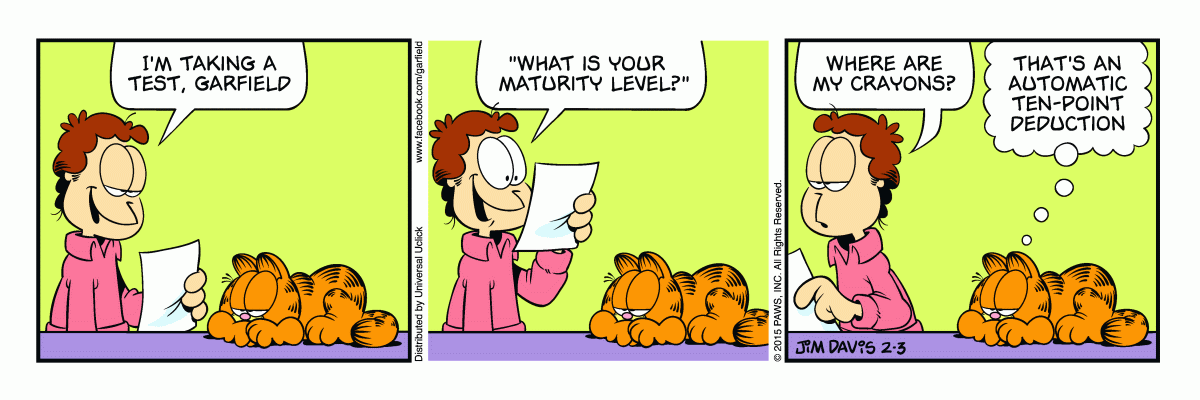 I'M TAKING A
TEST, GARFIELD
Distributed by Universal Uclick
www.facebook.com/garfield
"WHAT IS YOUR
MATURITY LEVEL?"
© 2015 PAWS, INC. All Rights Reserved.
WHERE ARE
MY CRAYONS?
THAT'S AN
AUTOMATIC
TEN-POINT
DEDUCTION
JIM DAVIS 2-3